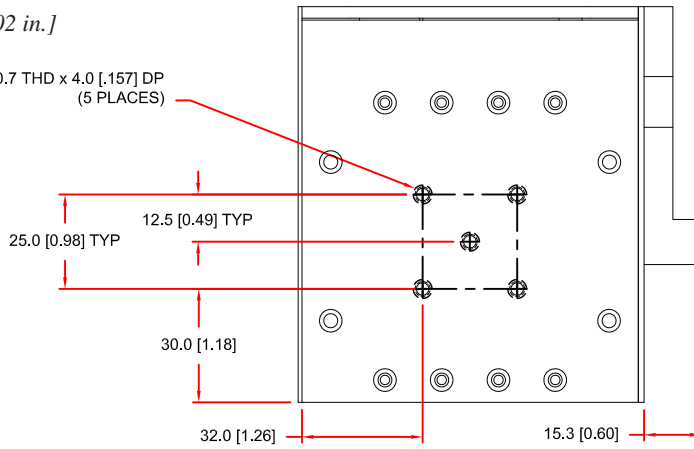 02 in.]
0.7 THD x 4.0 [.157] DP
(5 PLACES)
12.5 [0.49] TYP
25.0 [0.98] TYP
30.0 [1.18]
32.0 [1.26]
15.3 [0.60]